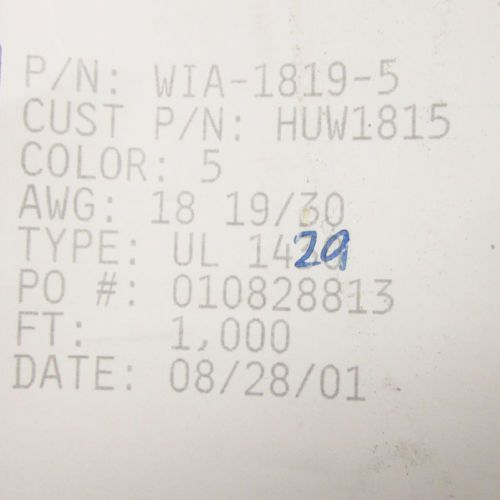 P/N: WIA-1819-5
CUST P/N: HUW1815
COLOR: 5
AWG: 18 19/30
TYPE: UL 1429
PO #: 010828813
FT: 1,000
DATE: 08/28/01